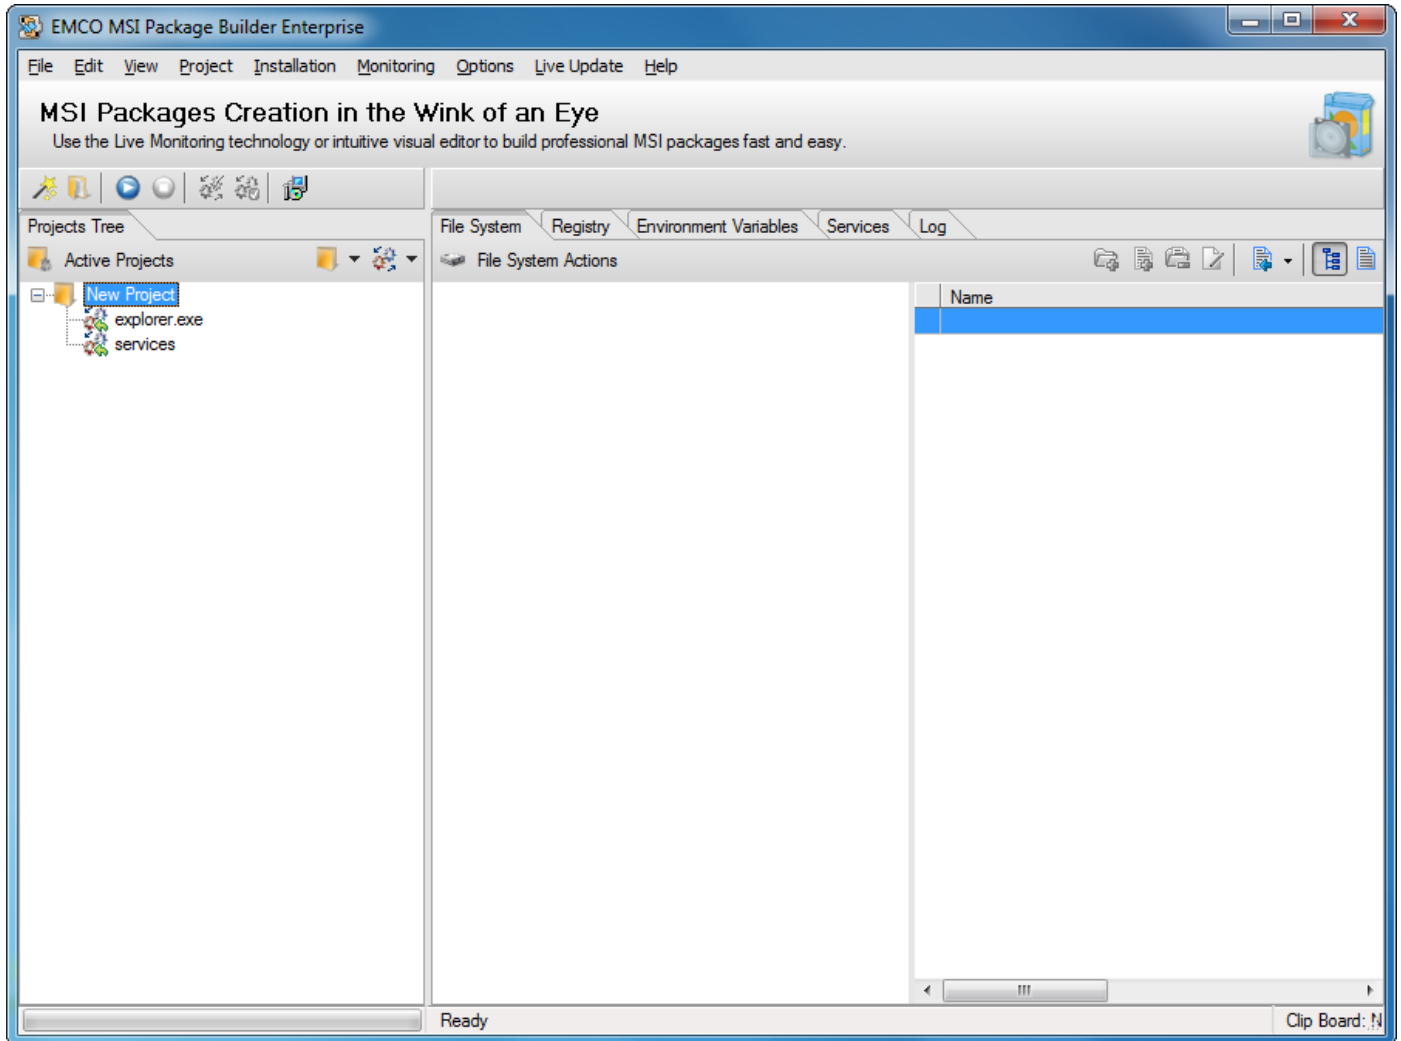 EMCO MSI Package Builder Enterprise
File Edit View Project Installation Monitoring Options Live Update Help
MSI Packages Creation in the Wink of an Eye
Use the Live Monitoring technology or intuitive visual editor to build professional MSI packages fast and easy.
Projects Tree
File System Registry Environment Variables Services Log
Active Projects
File System Actions
New Project
Name
explorer.exe
services
Ready
Clip Board: N